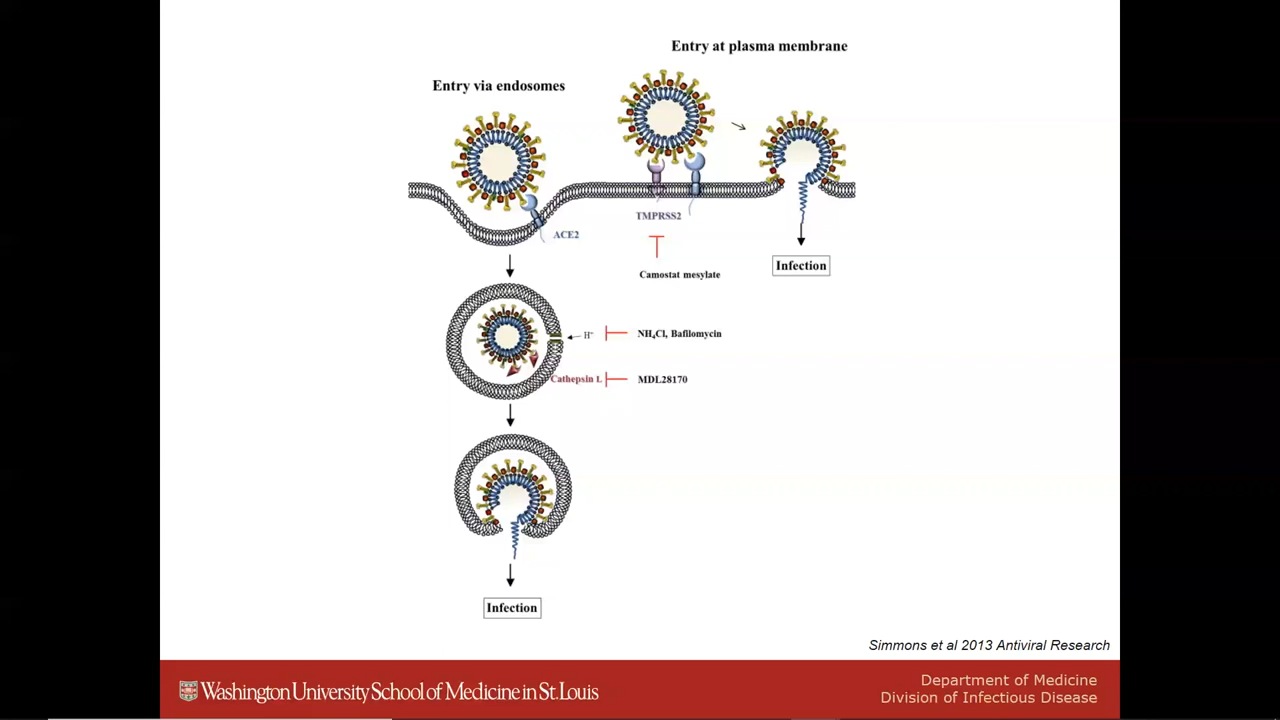 Entry at plasma membrane
Entry via endosomes
TMPRSS2
ACE2
Camostat mesylate
Infection
H⁺
NH₄Cl, Bafilomycin
Cathepsin L
MDL28170
Infection
Simmons et al 2013 Antiviral Research
Washington University School of Medicine in St. Louis
Department of Medicine
Division of Infectious Disease